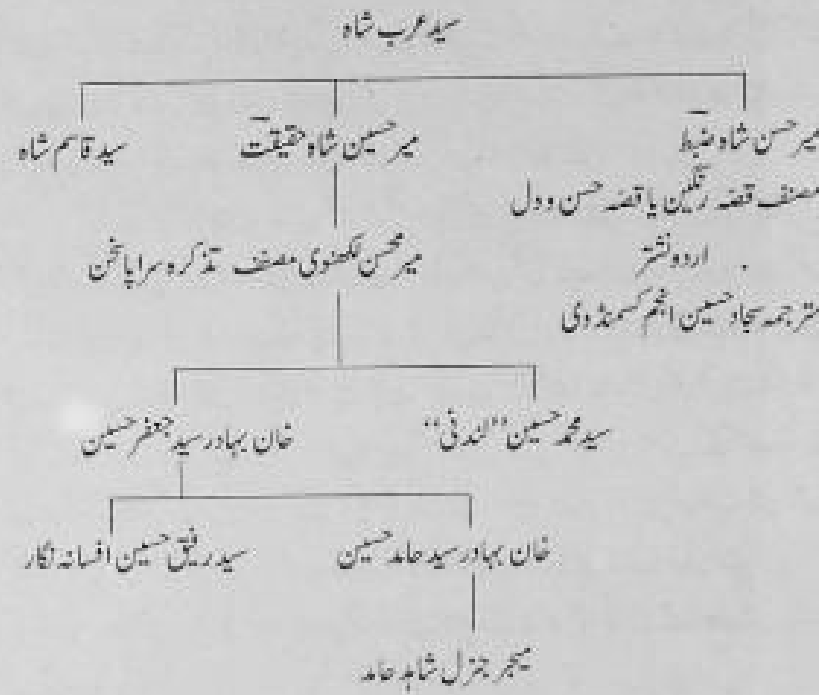 سید عرب شاہ
میر حسن شاہ ضبط
میر حسین شاہ حقیقت
سید قاسم شاہ
مصنف قصہ رنگین یا قصہ حسن و دل
اردو نشتر
مترجمہ سجاد حسین انجم کسمنڈوی
میر محسن لکھنوی مصنف تذکرہ سراپا سخن
سید محمد حسین "لندنی"
خان بہادر سید جعفر حسین
خان بہادر سید حامد حسین
سید رفیق حسین افسانہ نگار
میجر جنرل شاہد حامد